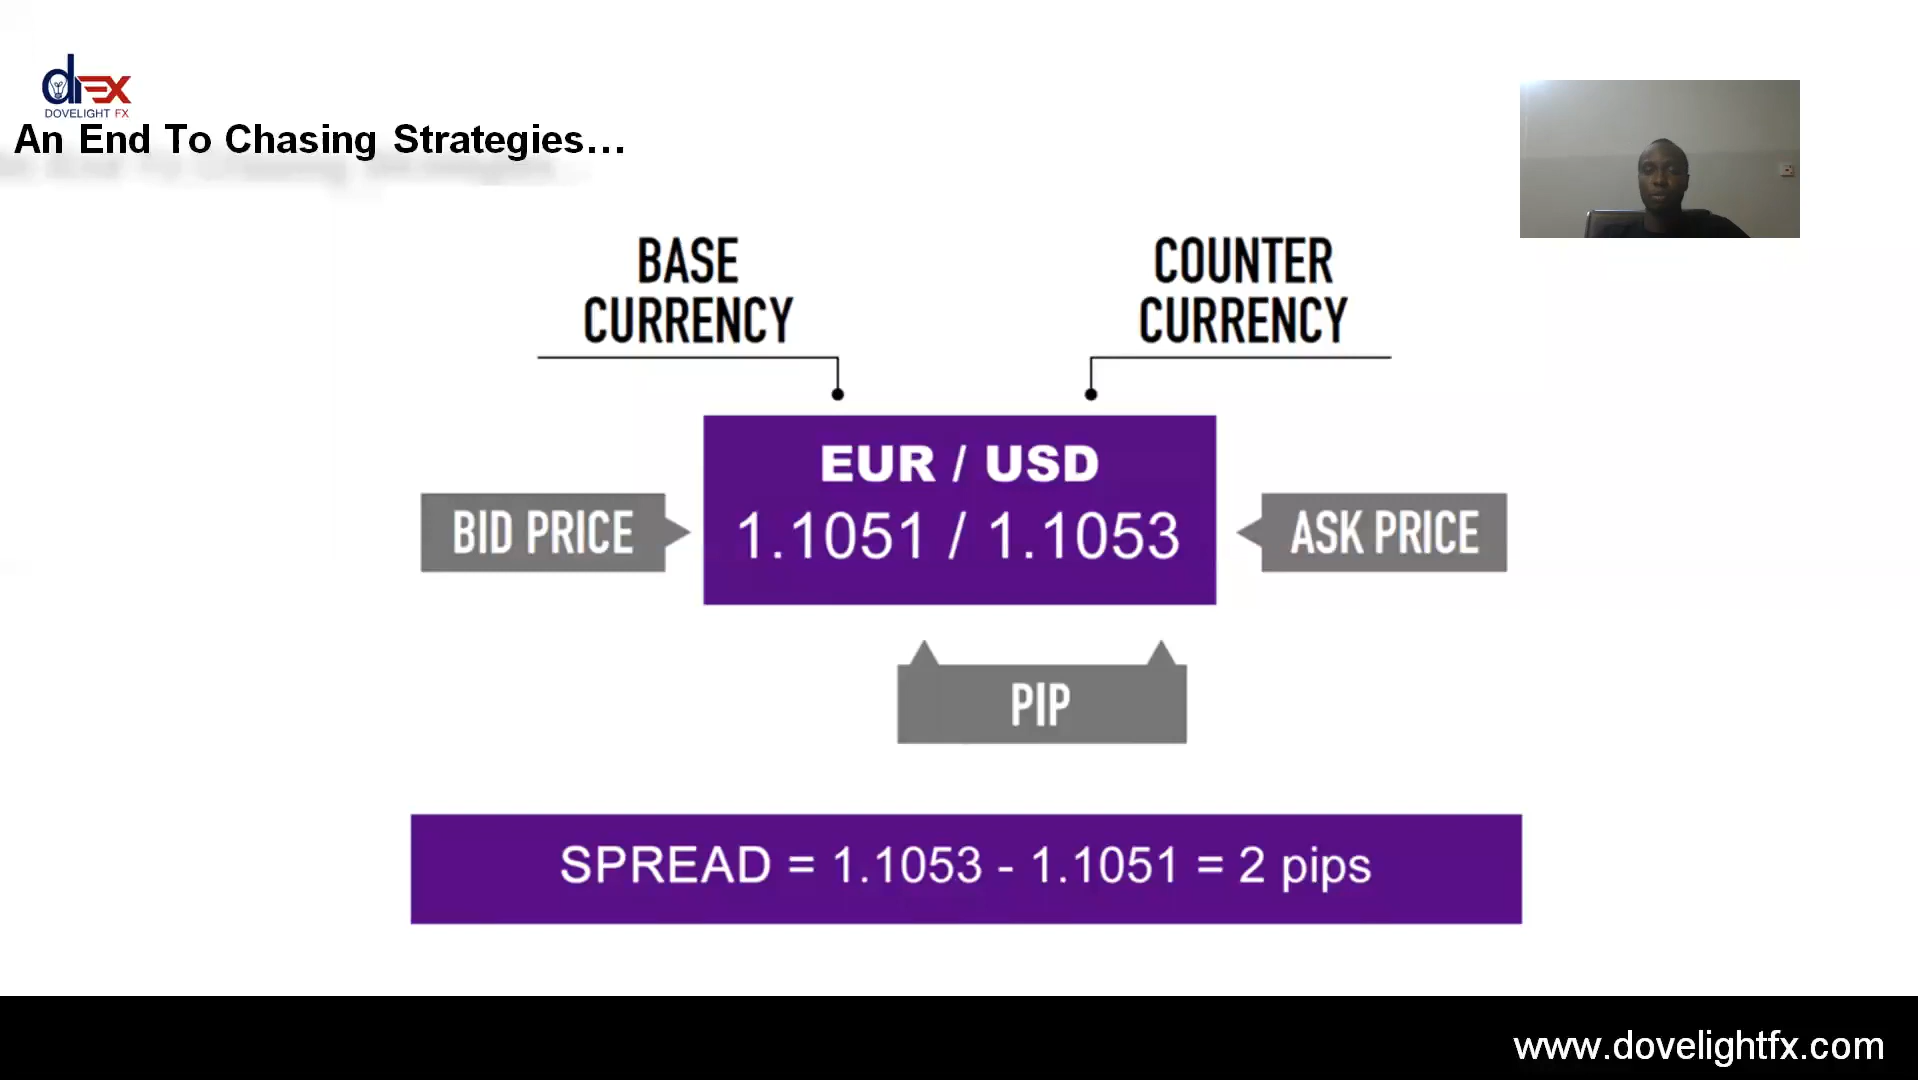 DOVELIGHT FX
An End To Chasing Strategies...
BASE
CURRENCY
COUNTER
CURRENCY
EUR / USD
BID PRICE
1.1051 / 1.1053
ASK PRICE
PIP
SPREAD = 1.1053 - 1.1051 = 2 pips
www.dovelightfx.com